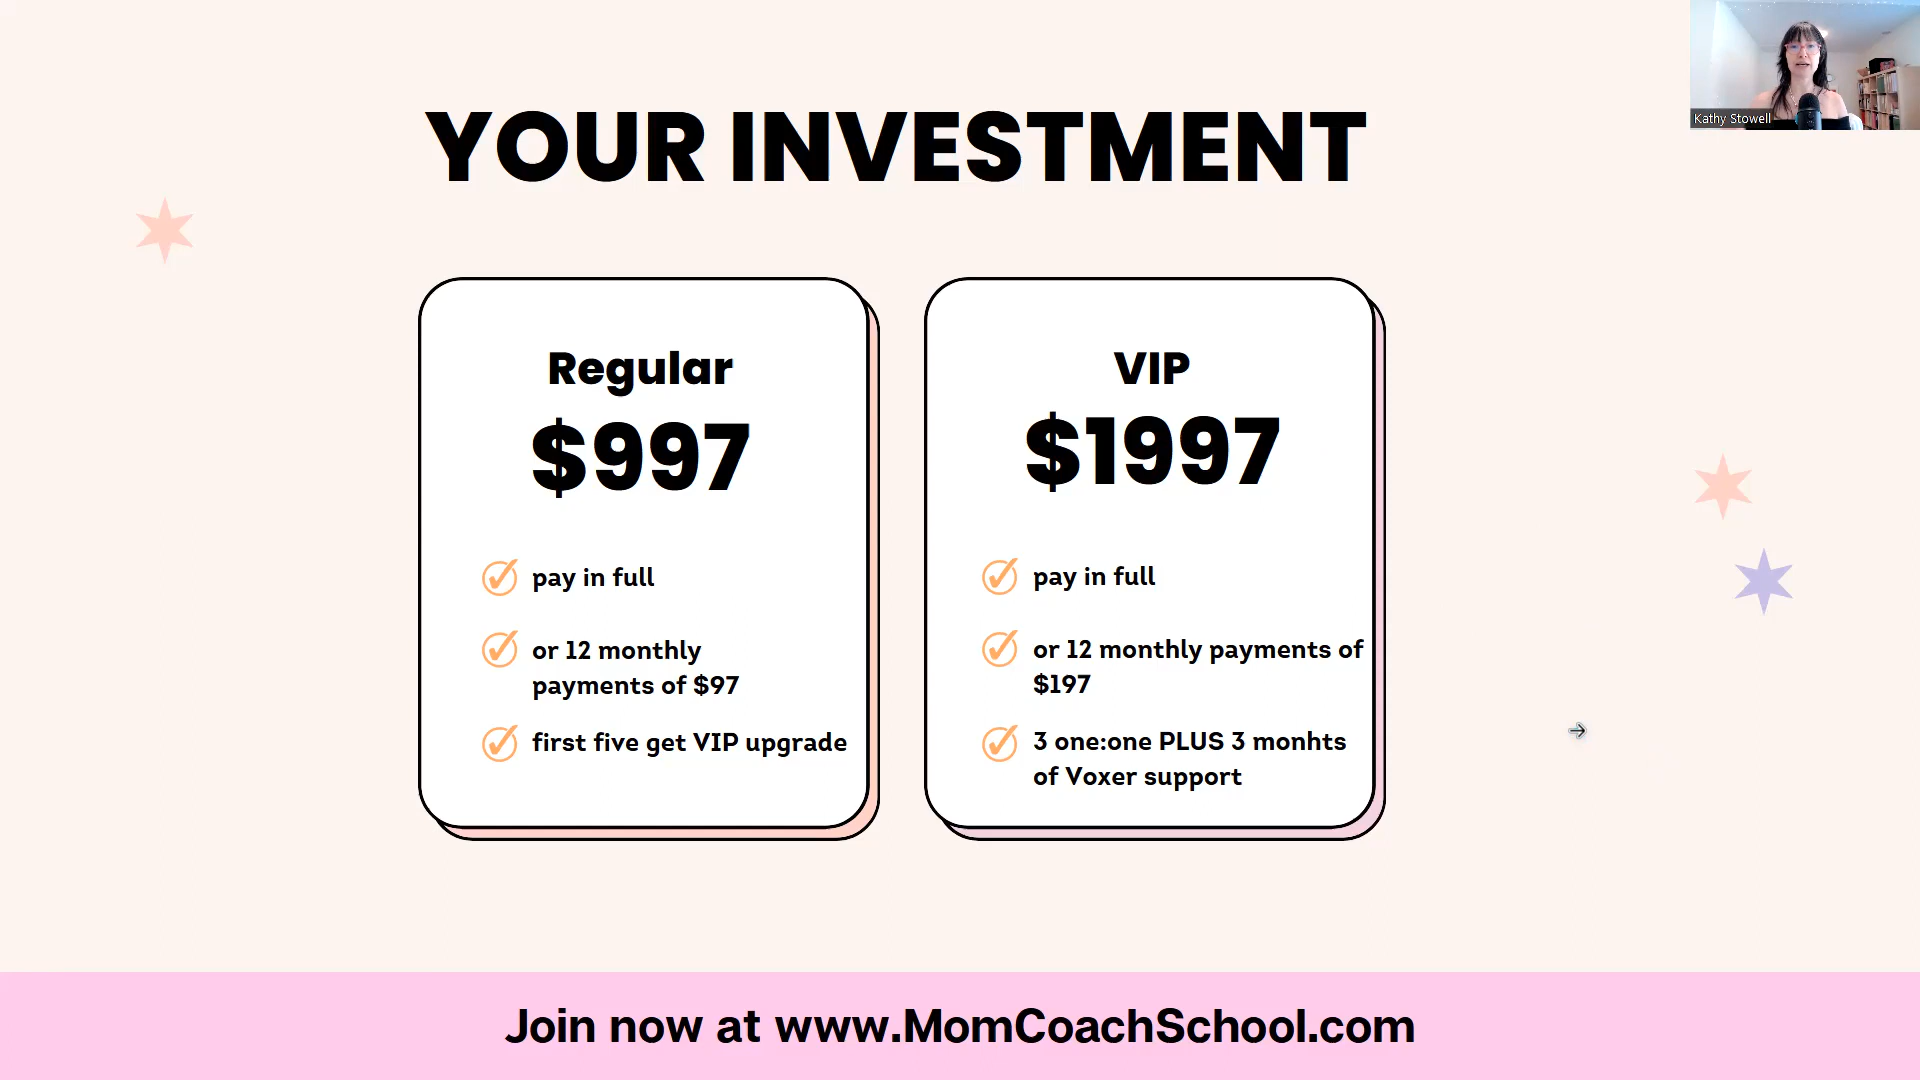 YOUR INVESTMENT
Kathy Stowell
Regular
$997
pay in full
or 12 monthly
payments of $97
first five get VIP upgrade
VIP
$1997
pay in full
or 12 monthly payments of
$197
3 one:one PLUS 3 monhts
of Voxer support
Join now at www.MomCoachSchool.com